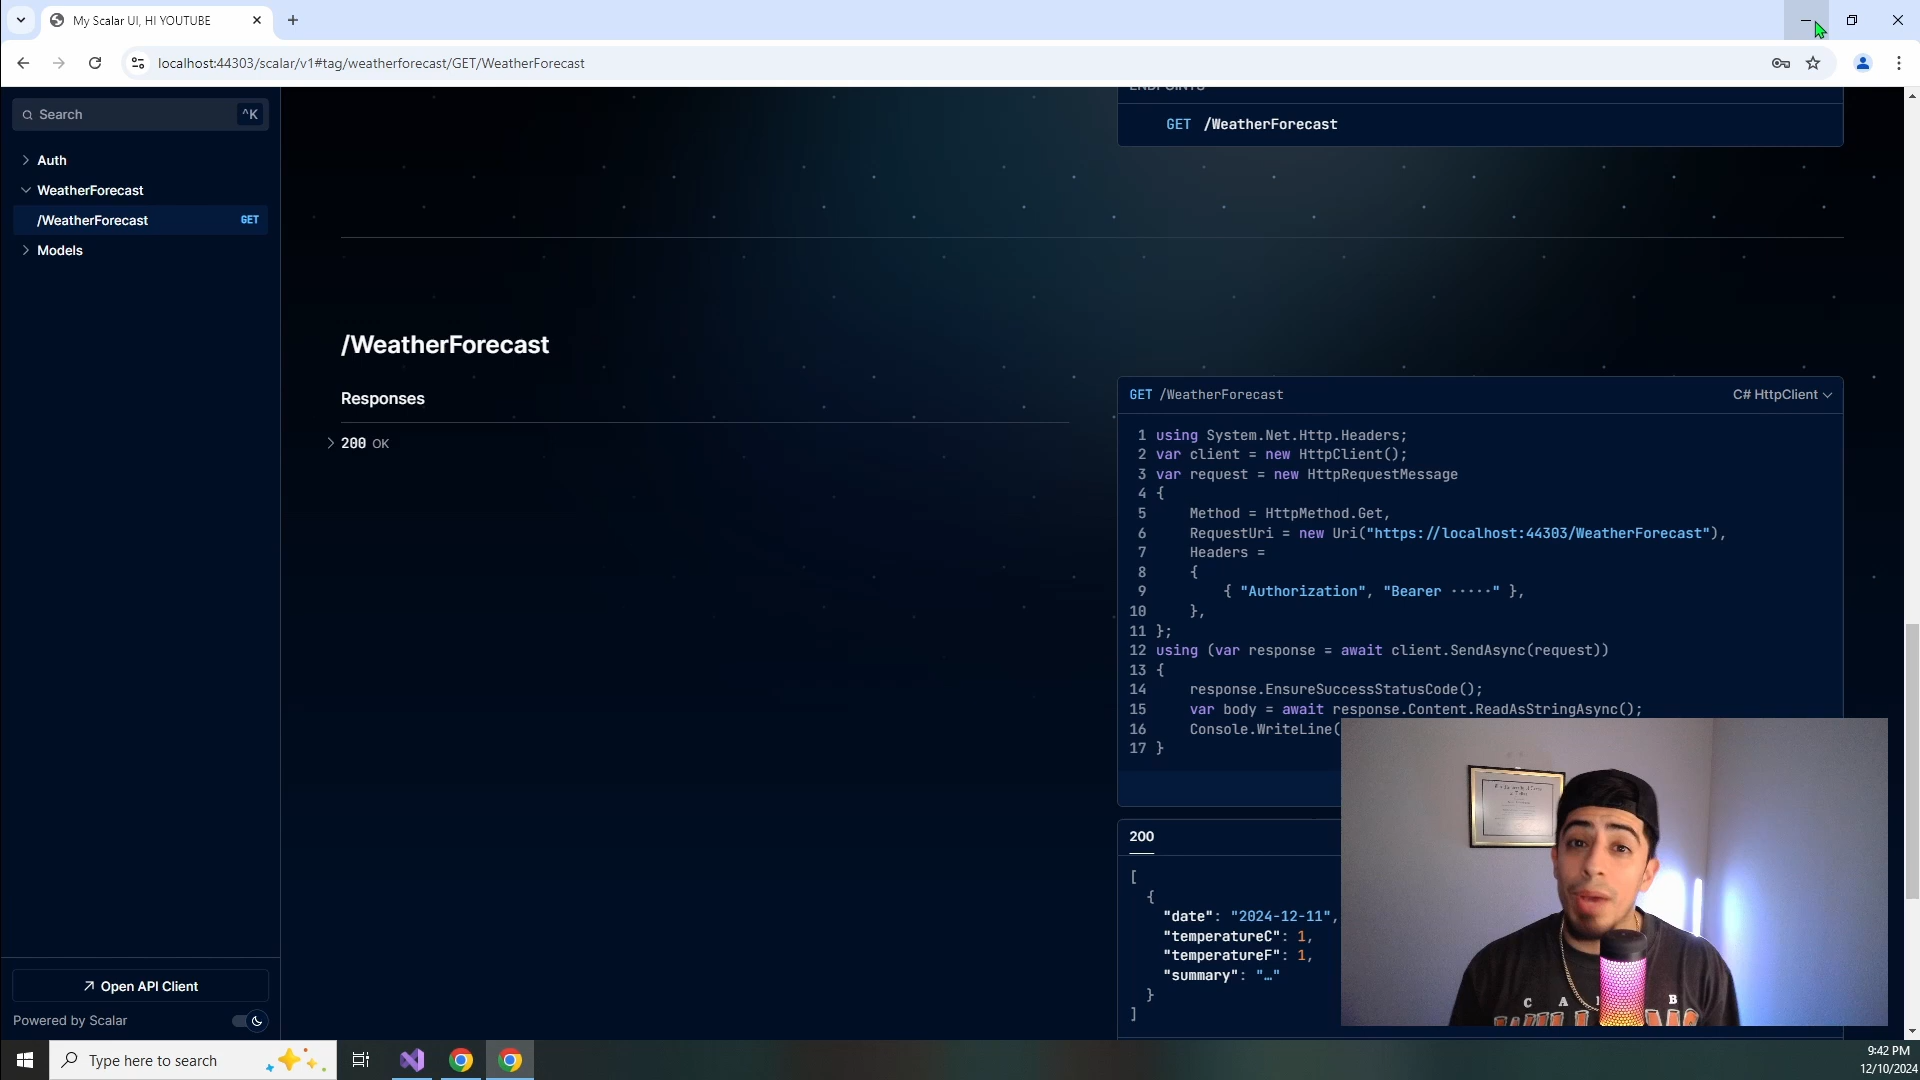 My Scalar UI, HI YOUTUBE
localhost:44303/scalar/v1#tag/weatherforecast/GET/WeatherForecast
Search
^K
Auth
WeatherForecast
/WeatherForecast GET
Models
Open API Client
Powered by Scalar
ENDPOINTS
GET /WeatherForecast
/WeatherForecast
Responses
200 OK
GET /WeatherForecast
C# HttpClient
1 using System.Net.Http.Headers;
2 var client = new HttpClient();
3 var request = new HttpRequestMessage
4 {
5 Method = HttpMethod.Get,
6 RequestUri = new Uri("https://localhost:44303/WeatherForecast"),
7 Headers =
8 {
9 { "Authorization", "Bearer ·····" },
10 },
11 };
12 using (var response = await client.SendAsync(request))
13 {
14 response.EnsureSuccessStatusCode();
15 var body = await response.Content.ReadAsStringAsync();
16 Console.WriteLine(
17 }
200
[
{
"date": "2024-12-11",
"temperatureC": 1,
"temperatureF": 1,
"summary": "…"
}
]
C A B
Type here to search
9:42 PM
12/10/2024